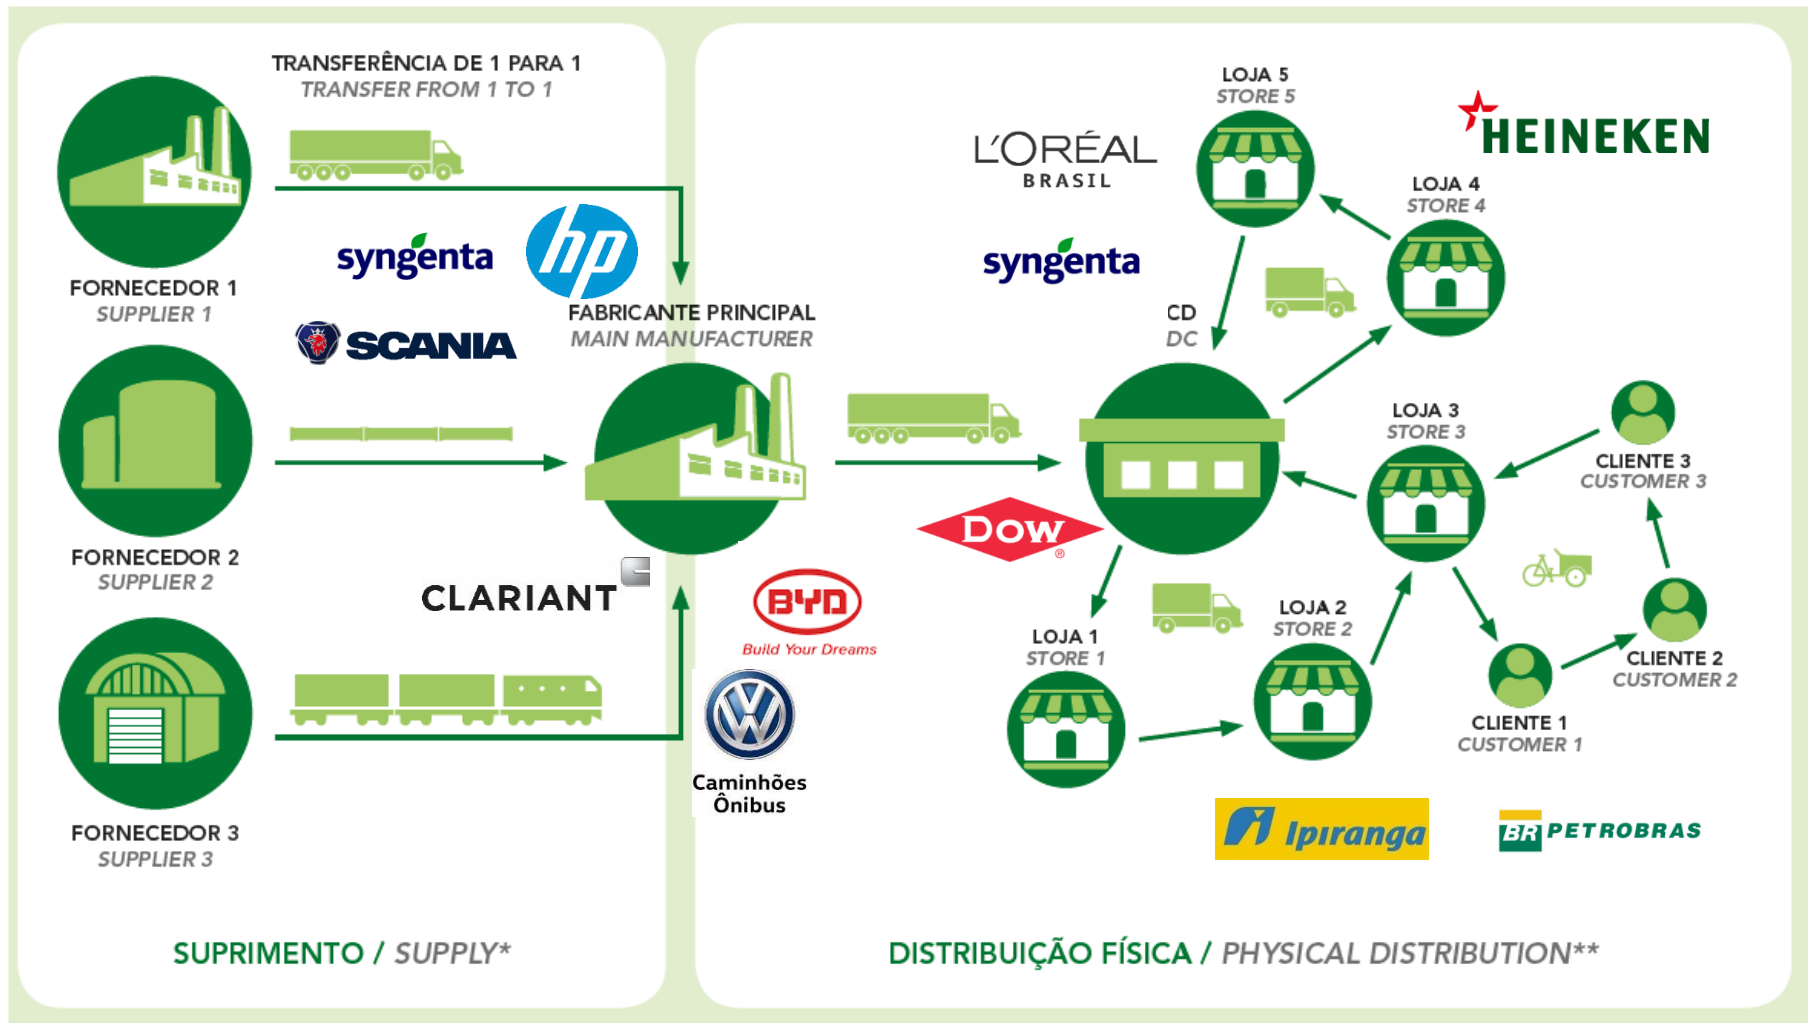 TRANSFERÊNCIA DE 1 PARA 1
TRANSFER FROM 1 TO 1
FORNECEDOR 1
SUPPLIER 1
syngenta
hp
SCANIA
FABRICANTE PRINCIPAL
MAIN MANUFACTURER
FORNECEDOR 2
SUPPLIER 2
CLARIANT
BYD
Build Your Dreams
Caminhões
Ônibus
FORNECEDOR 3
SUPPLIER 3
SUPRIMENTO / SUPPLY*
LOJA 5
STORE 5
HEINEKEN
L'ORÉAL
BRASIL
LOJA 4
STORE 4
syngenta
CD
DC
LOJA 3
STORE 3
CLIENTE 3
CUSTOMER 3
Dow
®
LOJA 2
STORE 2
LOJA 1
STORE 1
CLIENTE 2
CUSTOMER 2
CLIENTE 1
CUSTOMER 1
Ipiranga
BR PETROBRAS
DISTRIBUIÇÃO FÍSICA / PHYSICAL DISTRIBUTION**